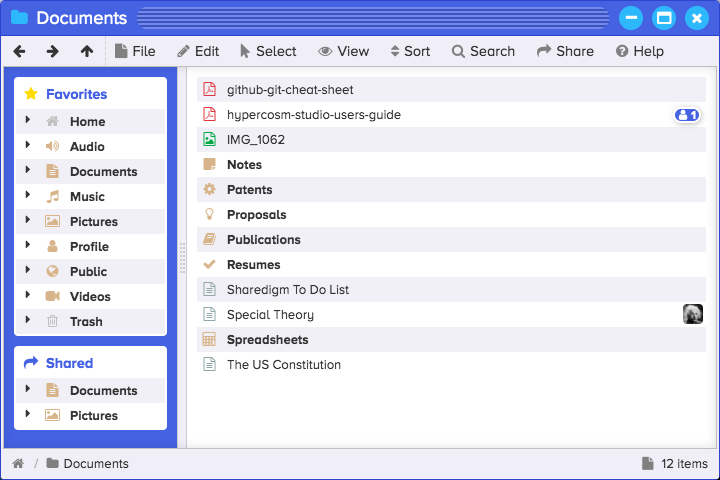 Documents
File Edit Select View Sort Search Share Help
Favorites
Home
Audio
Documents
Music
Pictures
Profile
Public
Videos
Trash
Shared
Documents
Pictures
github-git-cheat-sheet
hypercosm-studio-users-guide
1
IMG_1062
Notes
Patents
Proposals
Publications
Resumes
Sharedigm To Do List
Special Theory
Spreadsheets
The US Constitution
/ Documents
12 items